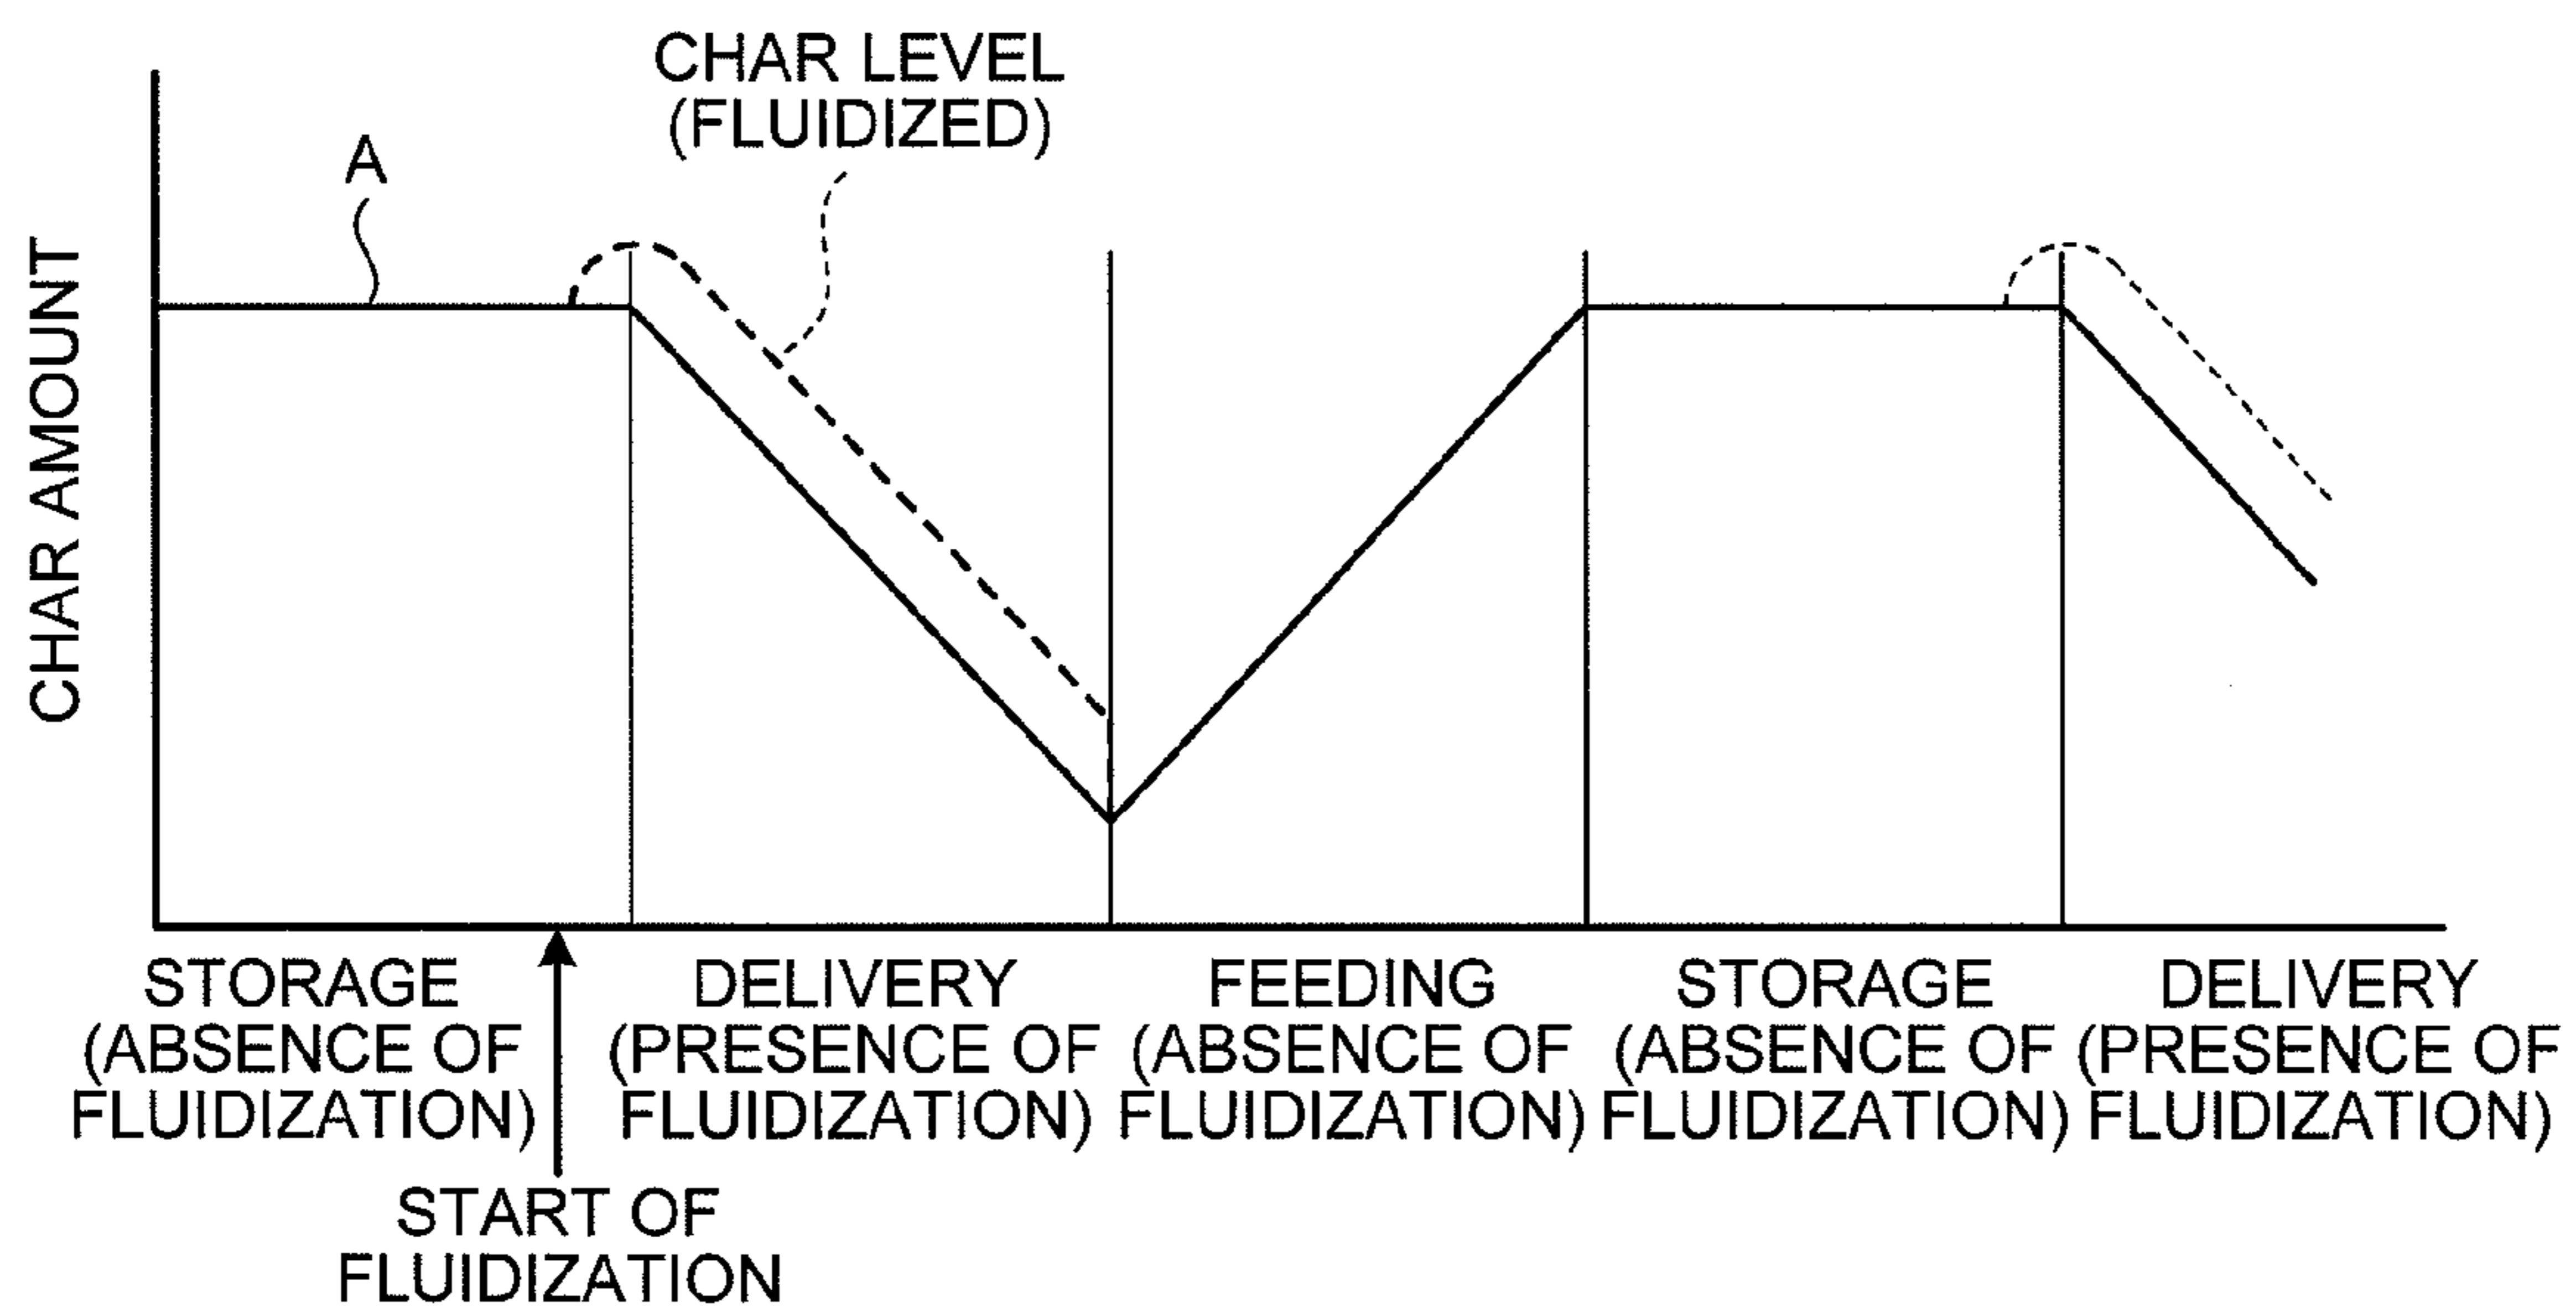 CHAR LEVEL
(FLUIDIZED)
A
CHAR AMOUNT
STORAGE
(ABSENCE OF
FLUIDIZATION)
DELIVERY
(PRESENCE OF
FLUIDIZATION)
FEEDING
(ABSENCE OF
FLUIDIZATION)
STORAGE
(ABSENCE OF
FLUIDIZATION)
DELIVERY
(PRESENCE OF
FLUIDIZATION)
START OF
FLUIDIZATION